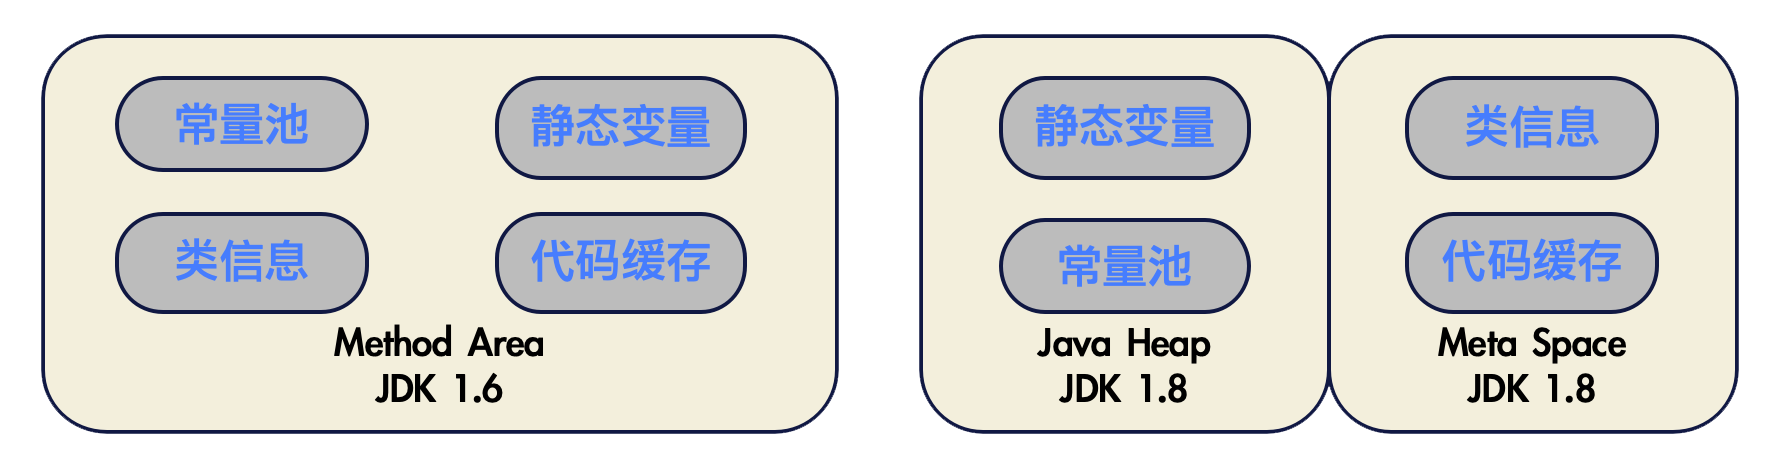 常量池
静态变量
类信息
代码缓存
Method Area
JDK 1.6
静态变量
常量池
Java Heap
JDK 1.8
类信息
代码缓存
Meta Space
JDK 1.8